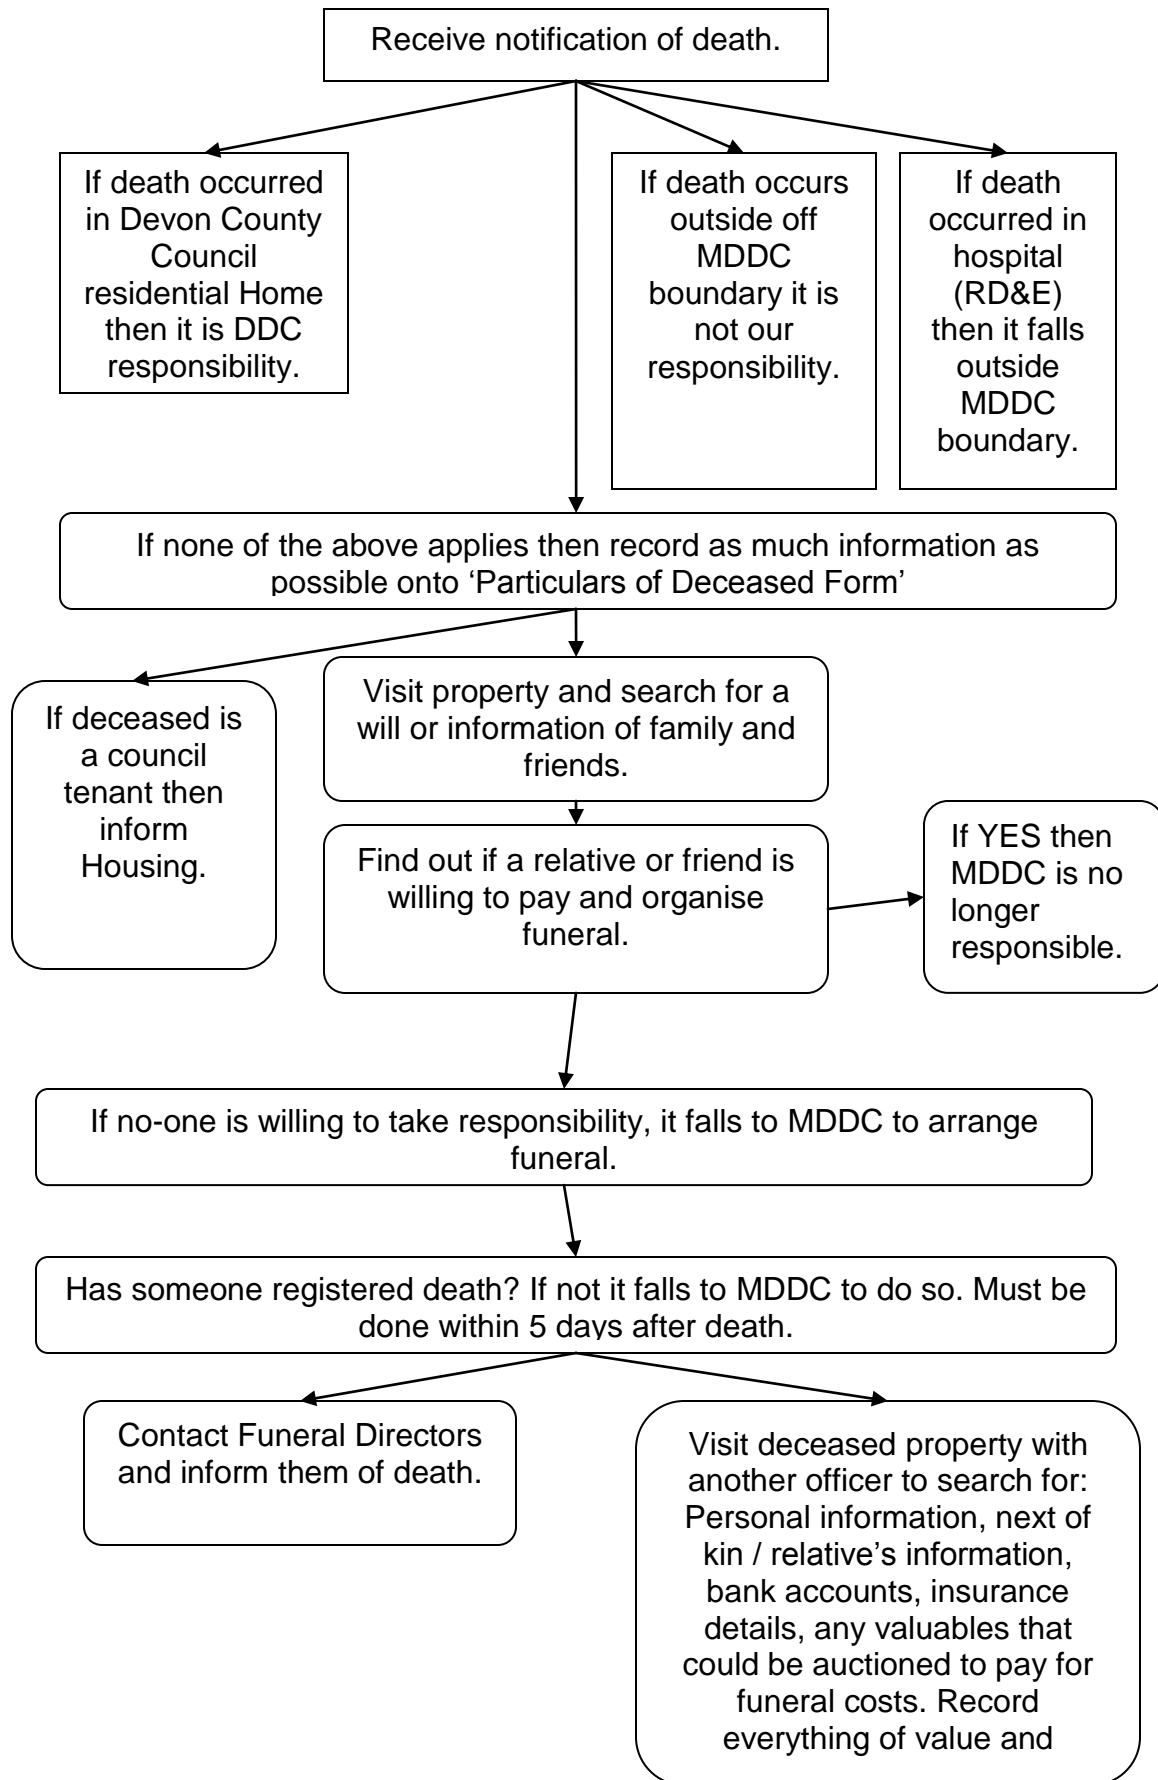 Receive notification of death.
If death occurred
in Devon County
Council
residential Home
then it is DDC
responsibility.
If death occurs
outside off
MDDC
boundary it is
not our
responsibility.
If death
occurred in
hospital
(RD&E)
then it falls
outside
MDDC
boundary.
If none of the above applies then record as much information as
possible onto ‘Particulars of Deceased Form’
If deceased is
a council
tenant then
inform
Housing.
Visit property and search for a
will or information of family and
friends.
Find out if a relative or friend is
willing to pay and organise
funeral.
If YES then
MDDC is no
longer
responsible.
If no-one is willing to take responsibility, it falls to MDDC to arrange
funeral.
Has someone registered death? If not it falls to MDDC to do so. Must be
done within 5 days after death.
Contact Funeral Directors
and inform them of death.
Visit deceased property with
another officer to search for:
Personal information, next of
kin / relative’s information,
bank accounts, insurance
details, any valuables that
could be auctioned to pay for
funeral costs. Record
everything of value and